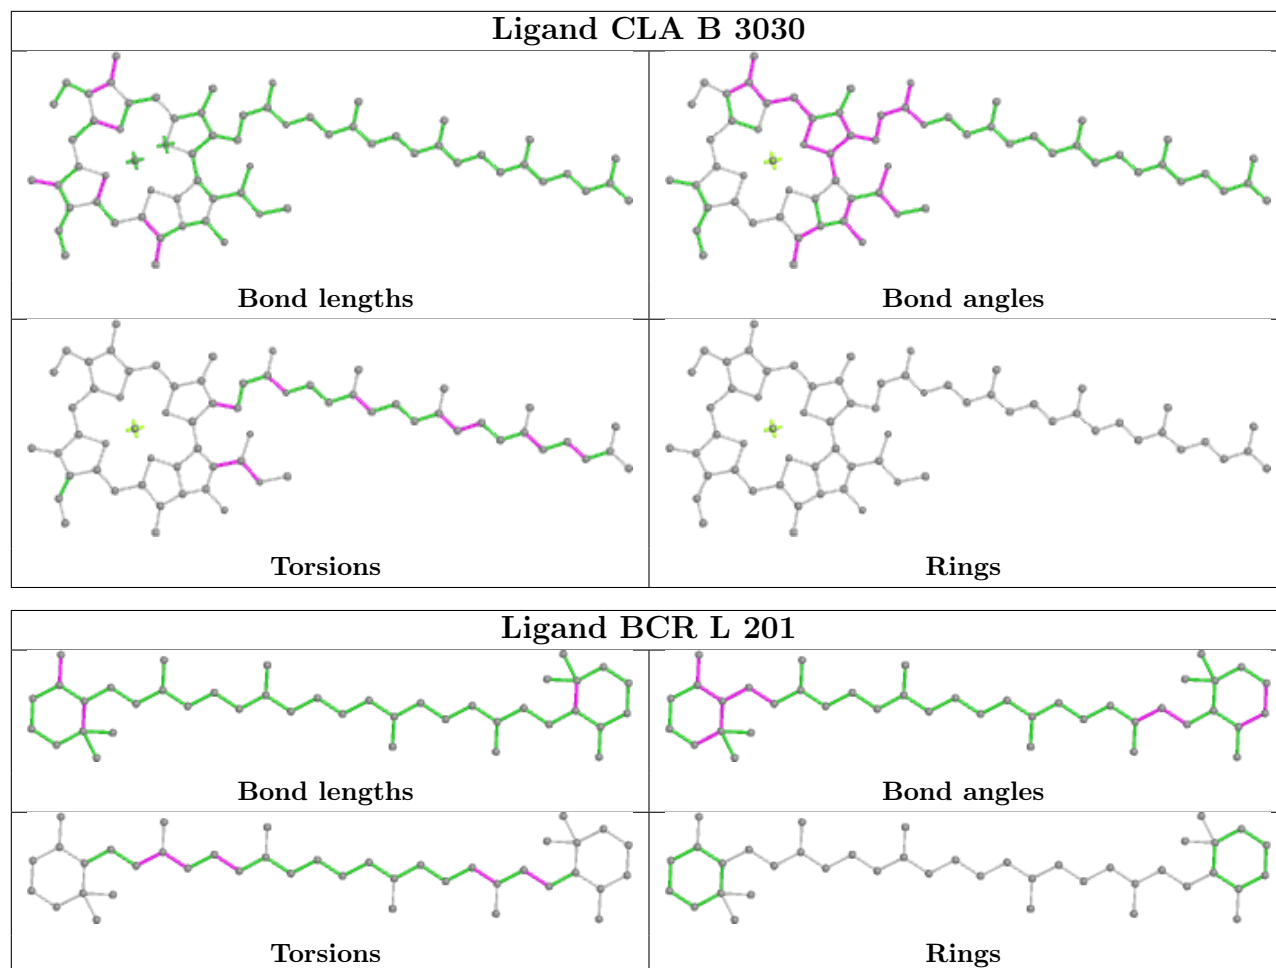 Ligand CLA B 3030
Bond lengths
Bond angles
Torsions
Rings
Ligand BCR L 201
Bond lengths
Bond angles
Torsions
Rings